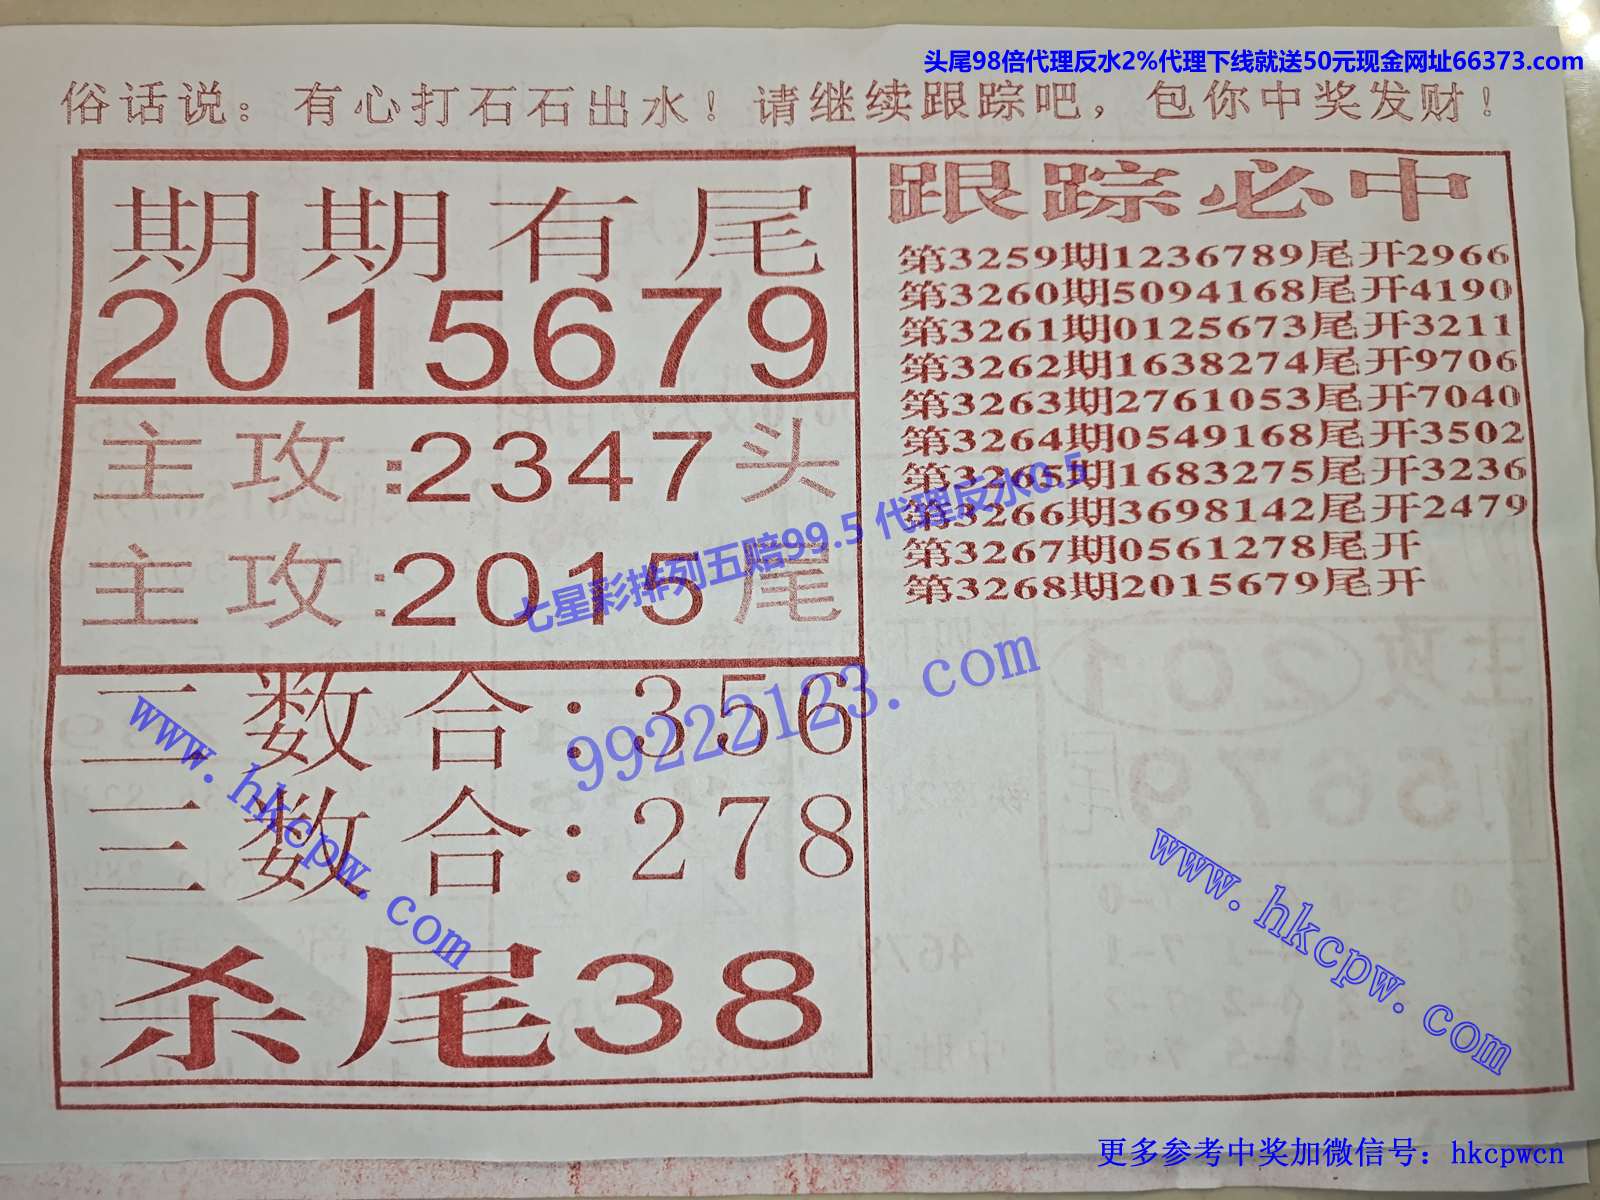 头尾98倍代理反水2%代理下线就送50元现金网址66373.com
俗话说：有心打石石出水！请继续跟踪吧，包你中奖发财！
期期有尾
2015679
主攻:2347头
主攻:2015尾
二数合:356
三数合:278
杀尾38
跟踪必中
第3259期1236789尾开2966
第3260期5094168尾开4190
第3261期0125673尾开3211
第3262期1638274尾开9706
第3263期2761053尾开7040
第3264期0549168尾开3502
第3265期1683275尾开3236
第3266期3698142尾开2479
第3267期0561278尾开
第3268期2015679尾开
七星彩排列五赔99.5 代理反水0.5
99222123.com
www.hkcpw.com
www.hkcpw.com
更多参考中奖加微信号：hkcpwcn